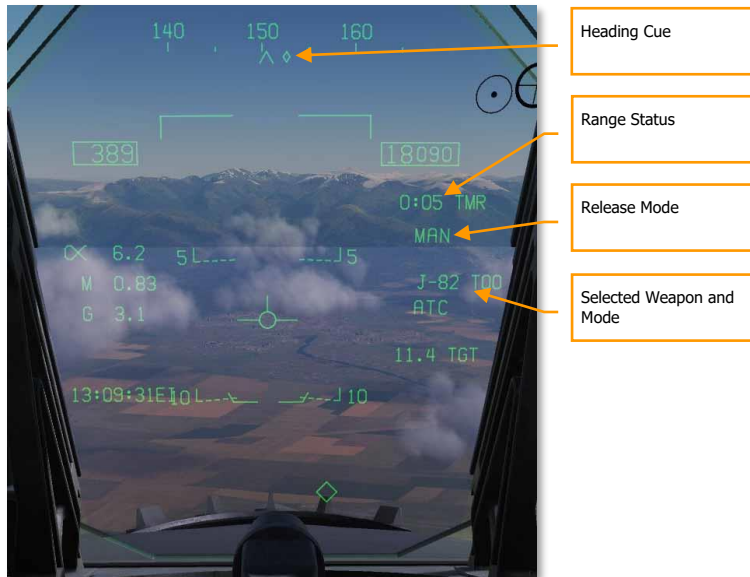 140 150 160
Heading Cue
389
18090
Range Status
0:05 TMR
Release Mode
MAN
α 6.2
5 5
M 0.83
J-82 TOO
Selected Weapon and
Mode
G 3.1
ATC
11.4 TGT
13:09:31EI
10 10